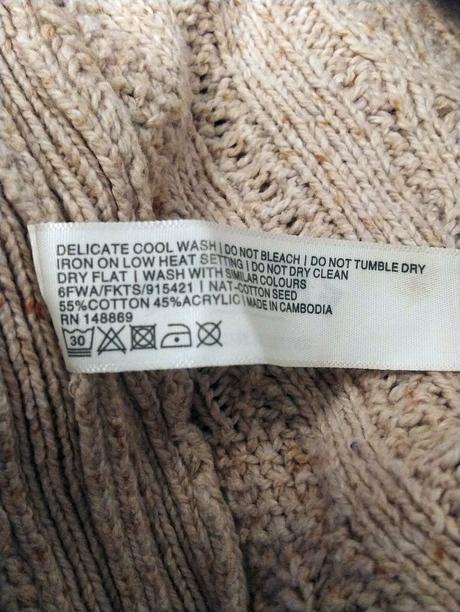 DELICATE COOL WASH | DO NOT BLEACH | DO NOT TUMBLE DRY
IRON ON LOW HEAT SETTING | DO NOT DRY CLEAN
DRY FLAT | WASH WITH SIMILAR COLOURS
6FWA/FKTS/915421 | NAT-COTTON SEED
55%COTTON 45%ACRYLIC | MADE IN CAMBODIA
RN 148869
30